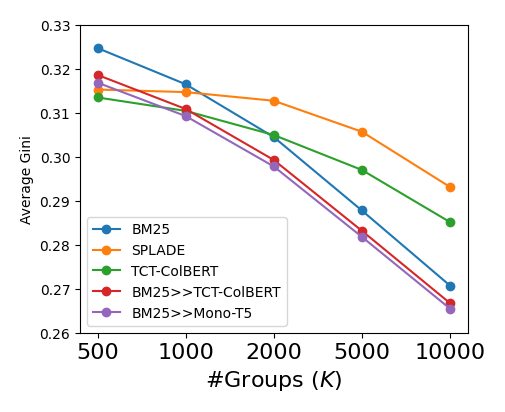 0.33
0.32
0.31
0.30
0.29
0.28
0.27
0.26
Average Gini
BM25
SPLADE
TCT-ColBERT
BM25>>TCT-ColBERT
BM25>>Mono-T5
500 1000 2000 5000 10000
#Groups (K)